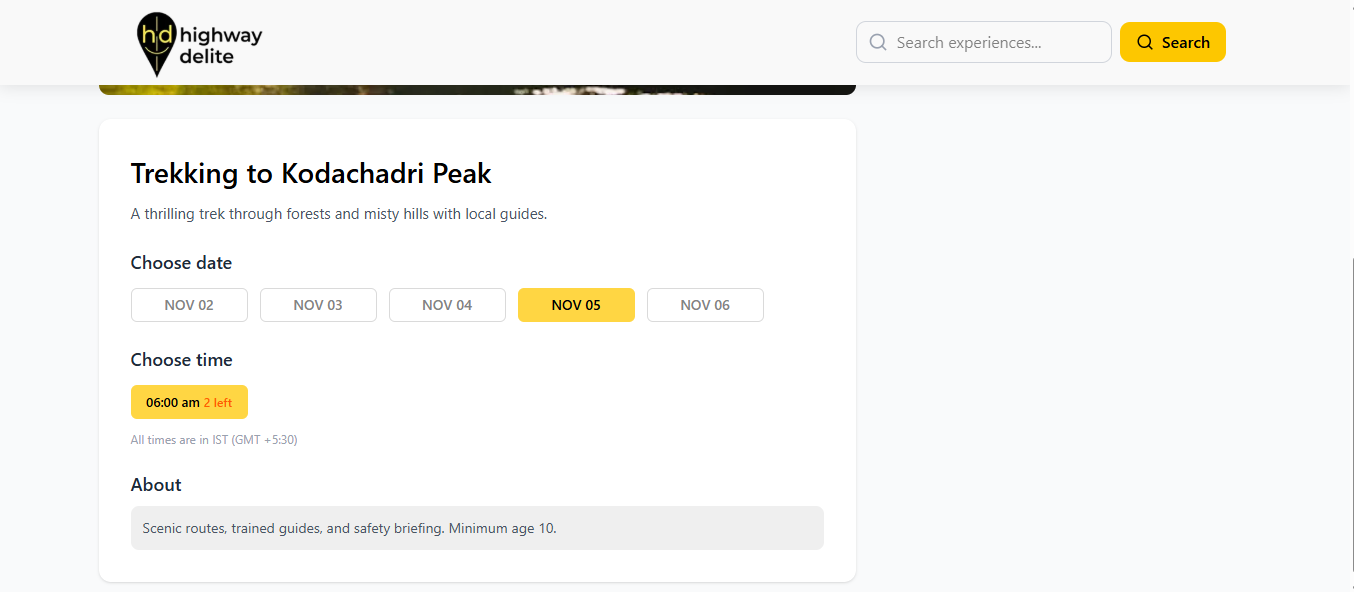 hd highway
delite
Search experiences...
Search
Trekking to Kodachadri Peak
A thrilling trek through forests and misty hills with local guides.
Choose date
NOV 02 NOV 03 NOV 04 NOV 05 NOV 06
Choose time
06:00 am 2 left
All times are in IST (GMT +5:30)
About
Scenic routes, trained guides, and safety briefing. Minimum age 10.